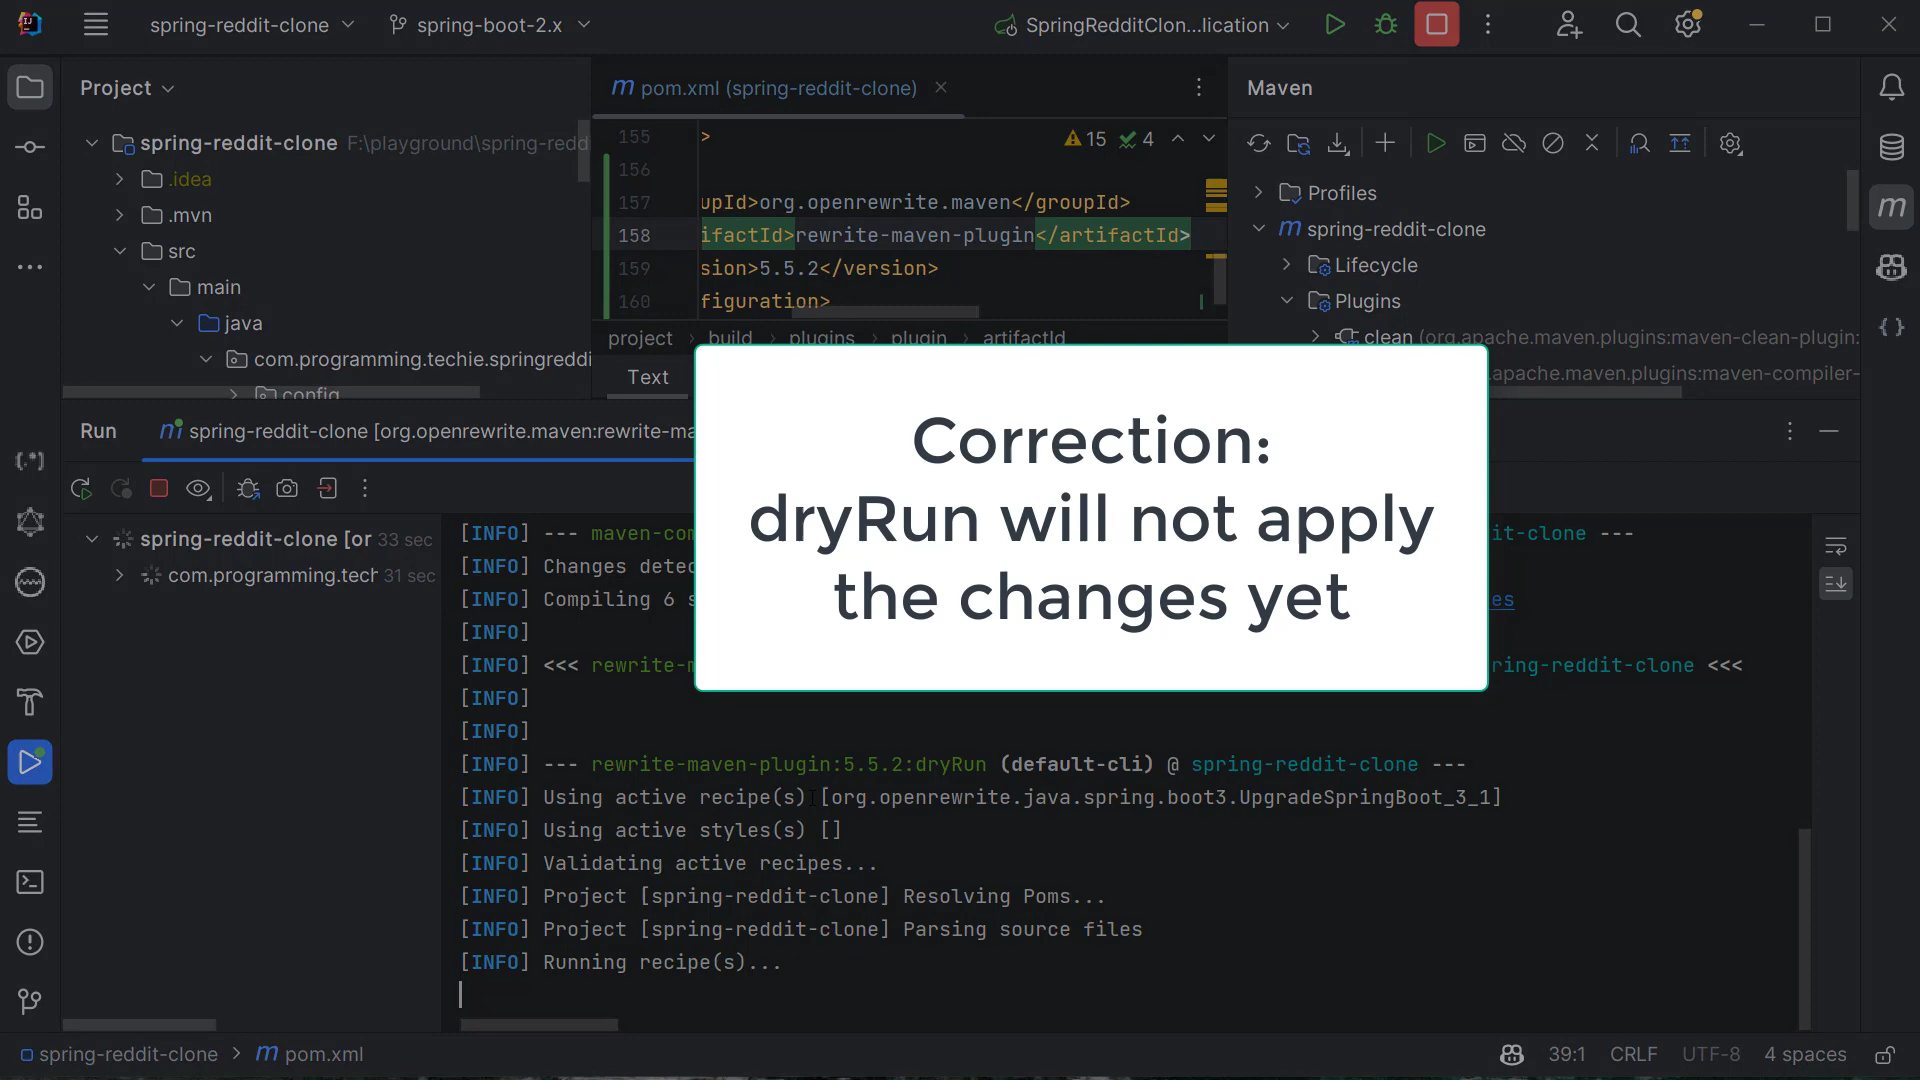 spring-reddit-clone
spring-boot-2.x
SpringRedditClon...lication
Project
pom.xml (spring-reddit-clone)
Maven
spring-reddit-clone F:\playground\spring-redd
.idea
.mvn
src
main
java
com.programming.techie.springreddi
config
155 >
15 4
156
157 upId>org.openrewrite.maven</groupId>
158 ifactId>rewrite-maven-plugin</artifactId>
159 sion>5.5.2</version>
160 figuration>
project > build > plugins > plugin > artifactId
Text
Profiles
spring-reddit-clone
Lifecycle
Plugins
clean (org.apache.maven.plugins:maven-clean-plugin:
.apache.maven.plugins:maven-compiler-
Correction:
dryRun will not apply
the changes yet
Run
spring-reddit-clone [org.openrewrite.maven:rewrite-ma
spring-reddit-clone [or 33 sec
com.programming.tech 31 sec
[INFO] --- maven-com it-clone ---
[INFO] Changes detec
[INFO] Compiling 6 s es
[INFO]
[INFO] <<< rewrite-m ring-reddit-clone <<<
[INFO]
[INFO]
[INFO] --- rewrite-maven-plugin:5.5.2:dryRun (default-cli) @ spring-reddit-clone ---
[INFO] Using active recipe(s) [org.openrewrite.java.spring.boot3.UpgradeSpringBoot_3_1]
[INFO] Using active styles(s) []
[INFO] Validating active recipes...
[INFO] Project [spring-reddit-clone] Resolving Poms...
[INFO] Project [spring-reddit-clone] Parsing source files
[INFO] Running recipe(s)...
spring-reddit-clone > pom.xml
39:1 CRLF UTF-8 4 spaces